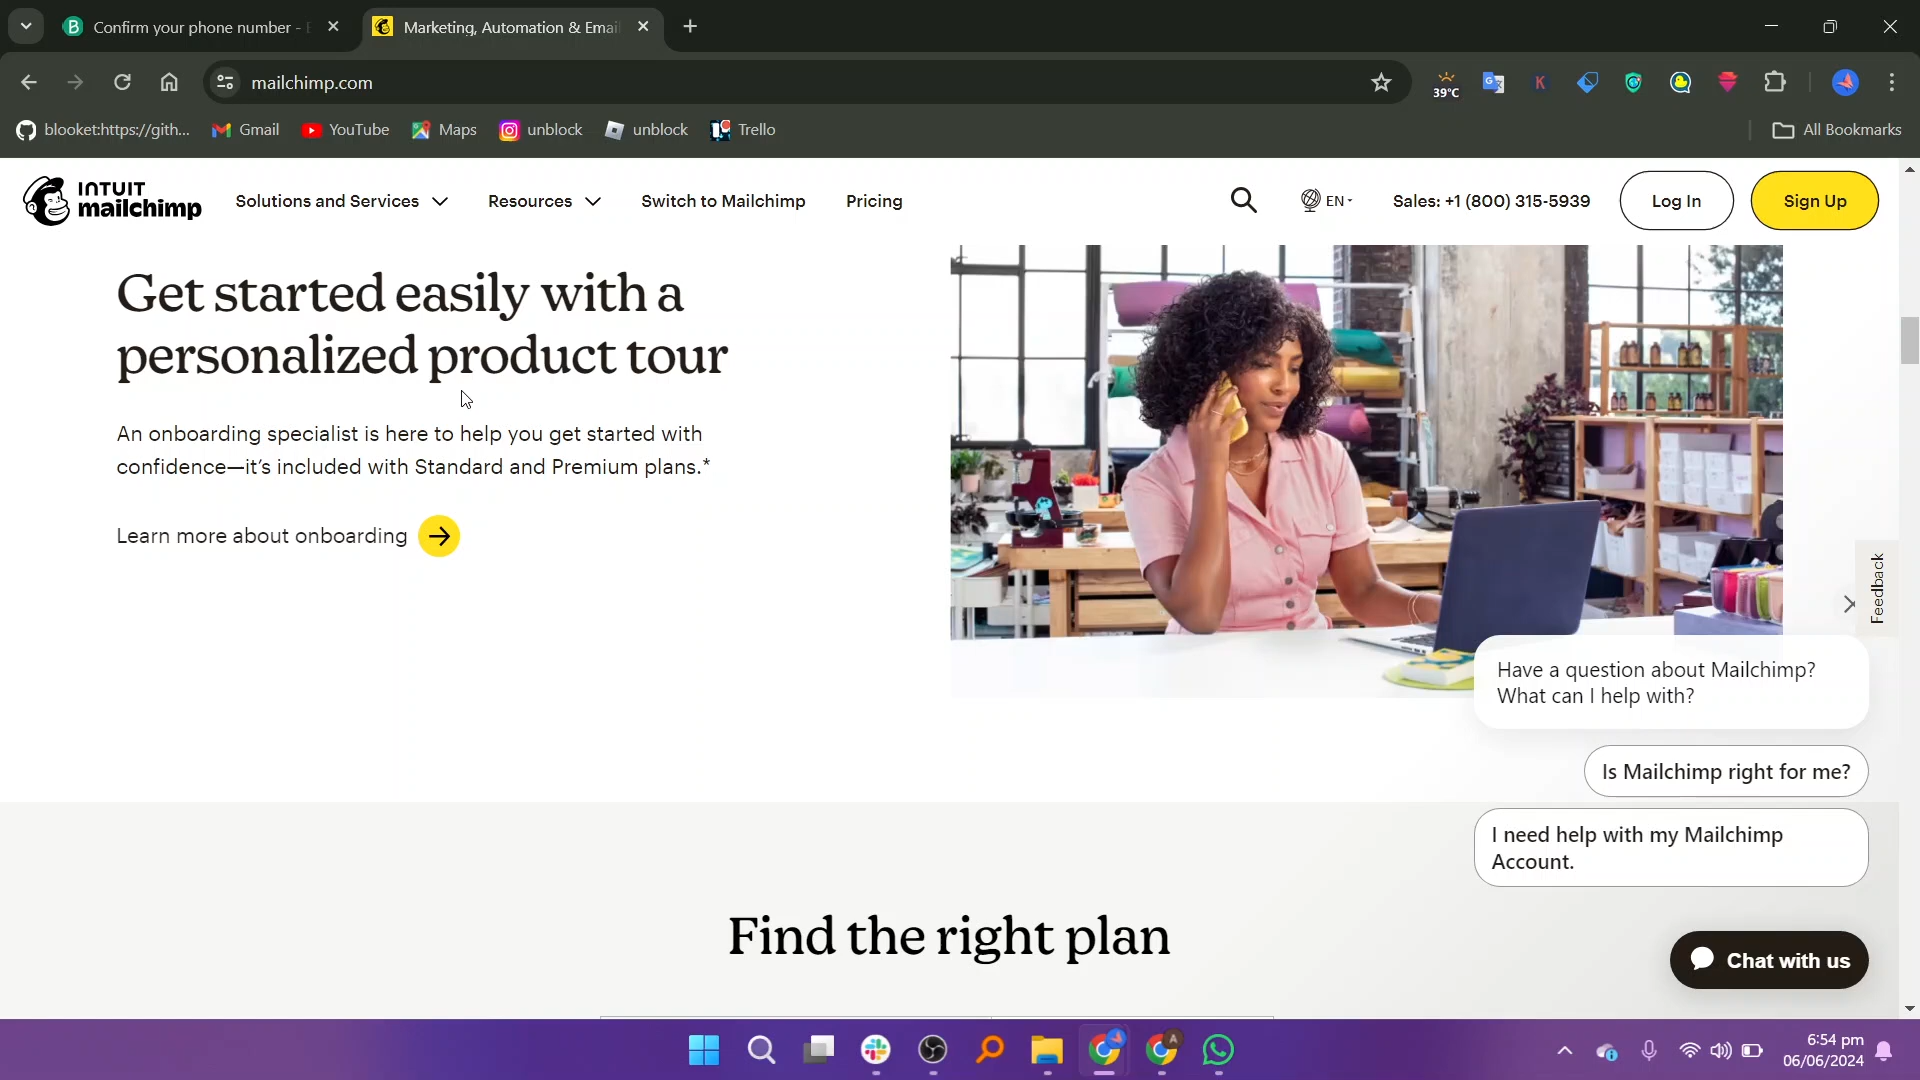 Confirm your phone number -
Marketing, Automation & Emai
mailchimp.com
39°C
blooket:https://gith...
Gmail
YouTube
Maps
unblock
unblock
Trello
All Bookmarks
INTUIT
mailchimp
Solutions and Services
Resources
Switch to Mailchimp
Pricing
EN
Sales: +1 (800) 315-5939
Log In
Sign Up
Get started easily with a
personalized product tour
An onboarding specialist is here to help you get started with
confidence—it's included with Standard and Premium plans.*
Learn more about onboarding
Feedback
Have a question about Mailchimp?
What can I help with?
Is Mailchimp right for me?
I need help with my Mailchimp
Account.
Find the right plan
Chat with us
6:54 pm
06/06/2024